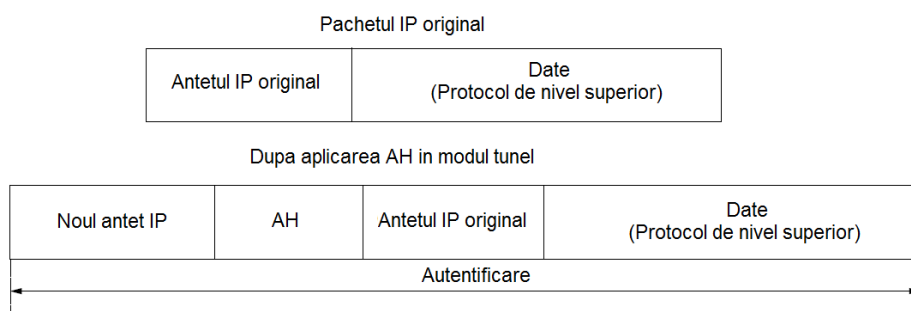 Pachetul IP original
Antetul IP original
Date
(Protocol de nivel superior)
Dupa aplicarea AH in modul tunel
Noul antet IP
AH
Antetul IP original
Date
(Protocol de nivel superior)
Autentificare